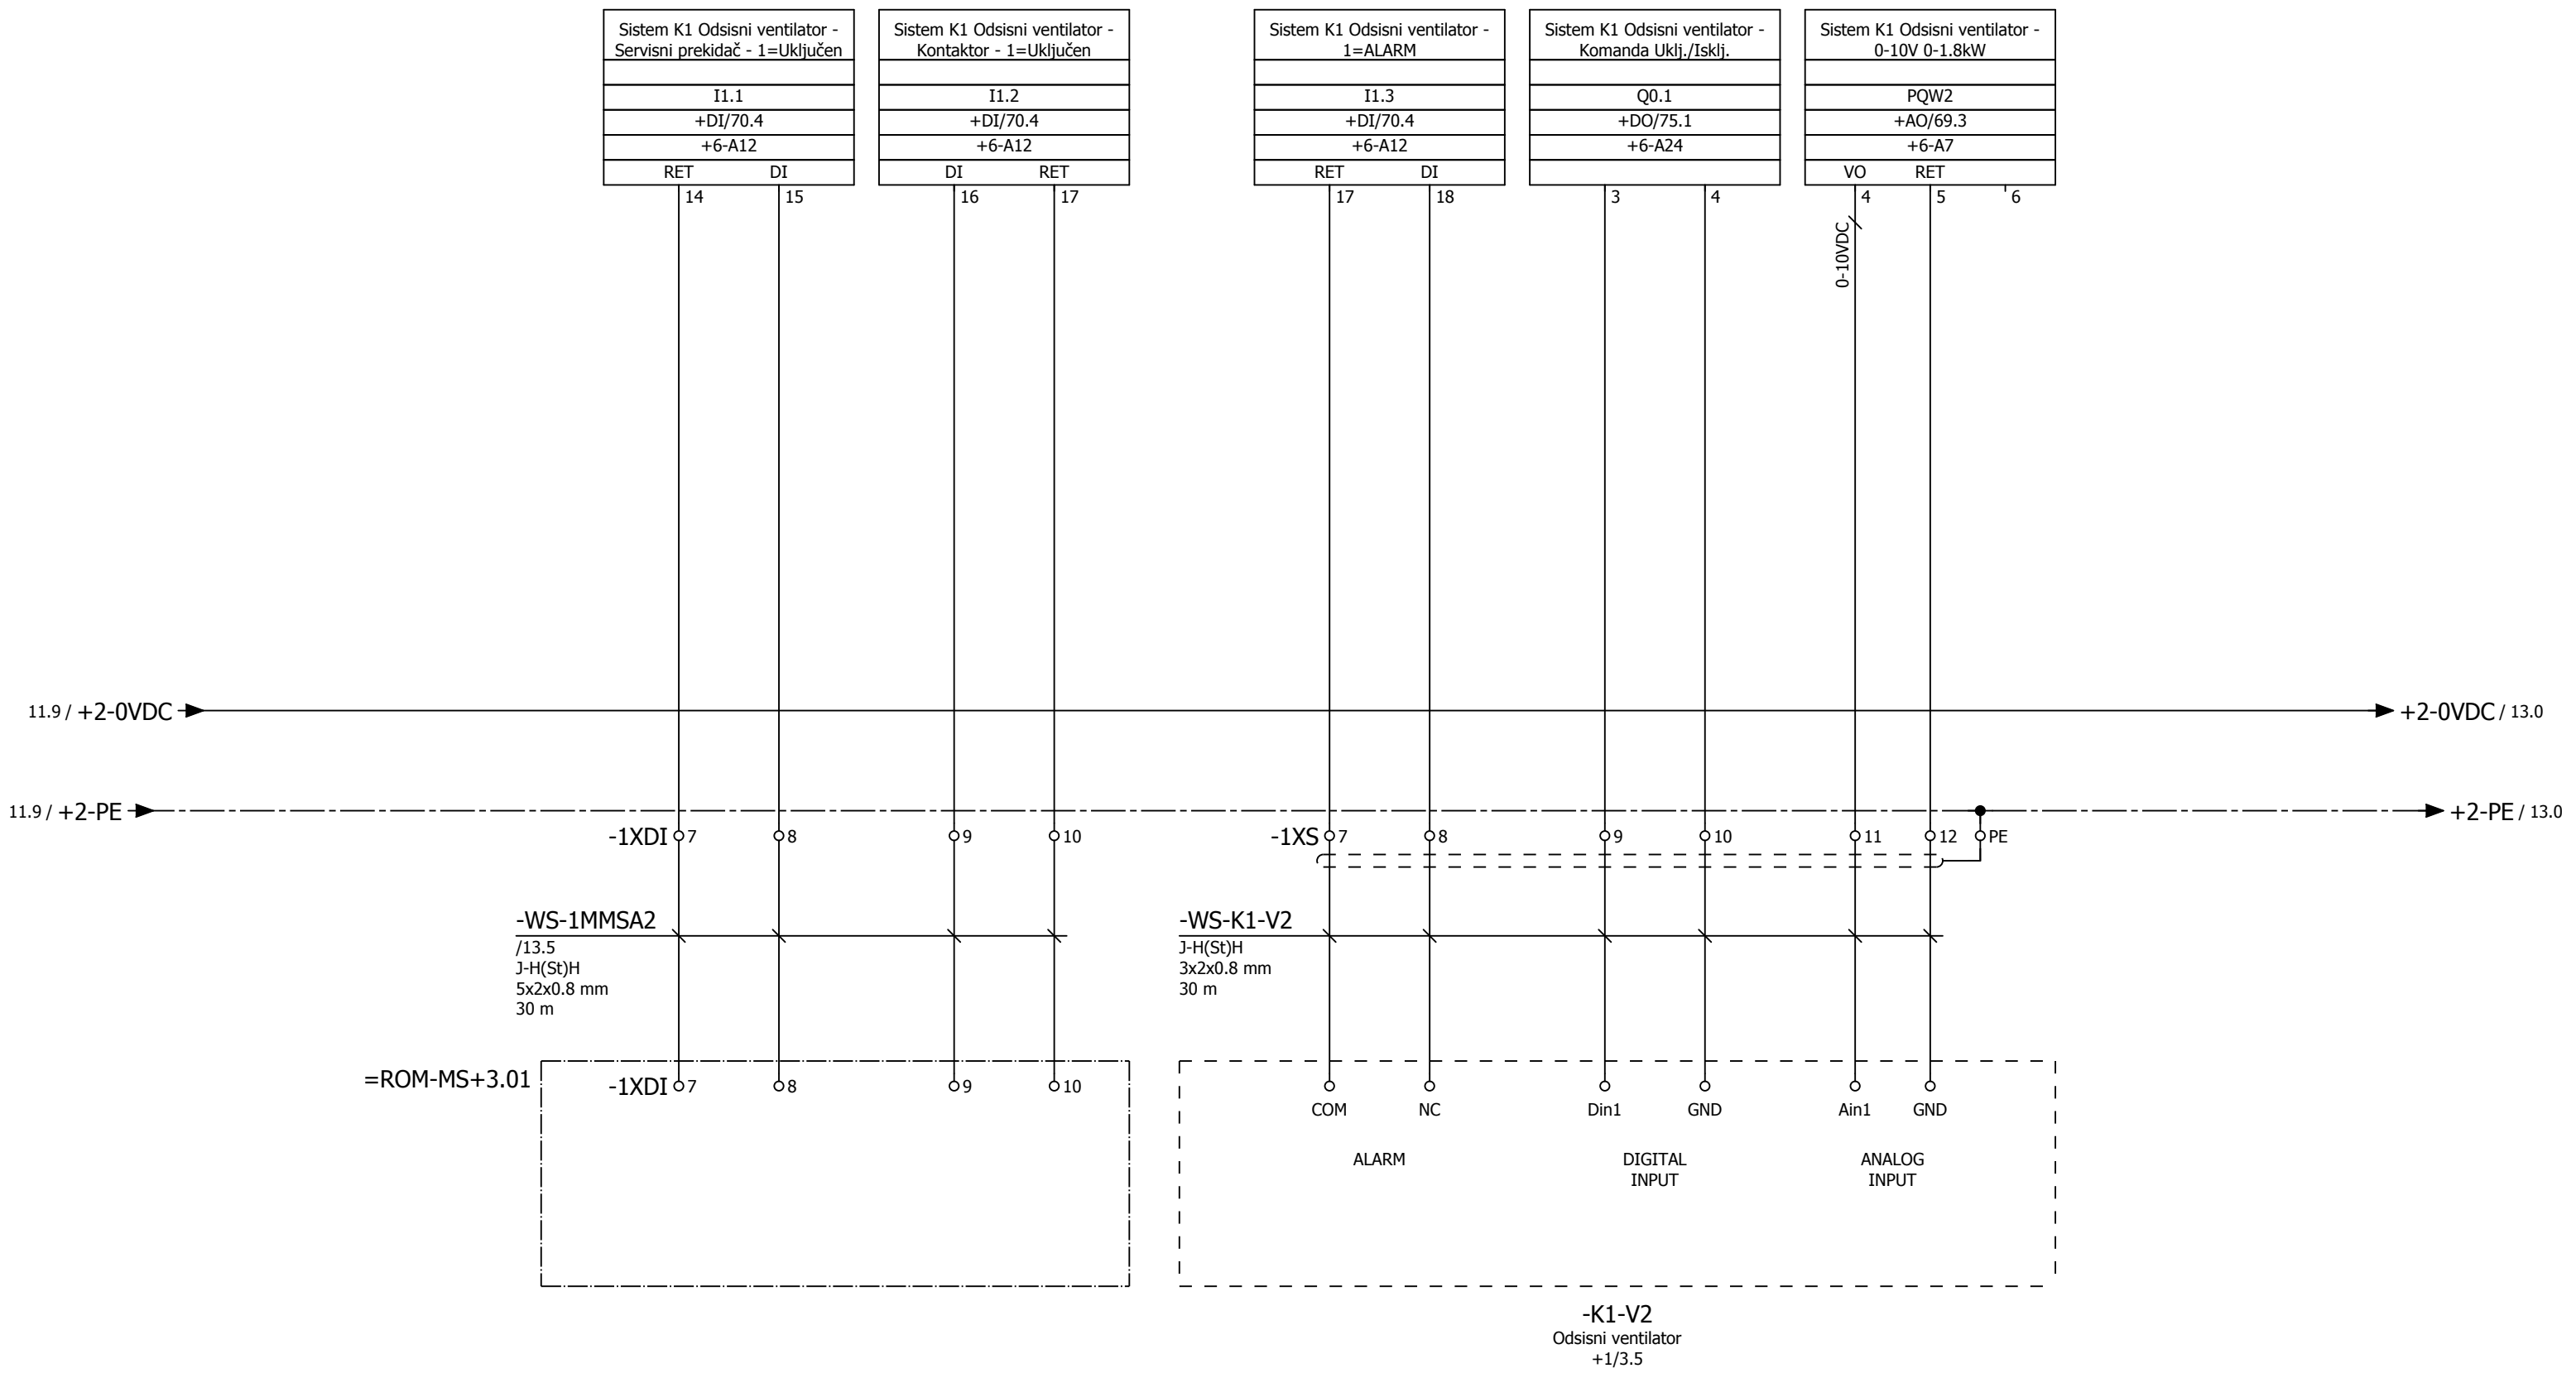 Sistem K1 Odsisni ventilator -
Servisni prekidač - 1=Uključen
I1.1
+DI/70.4
+6-A12
RET DI
14 15
Sistem K1 Odsisni ventilator -
Kontaktor - 1=Uključen
I1.2
+DI/70.4
+6-A12
DI RET
16 17
Sistem K1 Odsisni ventilator -
1=ALARM
I1.3
+DI/70.4
+6-A12
RET DI
17 18
Sistem K1 Odsisni ventilator -
Komanda Uklj./Isklj.
Q0.1
+DO/75.1
+6-A24
3 4
Sistem K1 Odsisni ventilator -
0-10V 0-1.8kW
PQW2
+AO/69.3
+6-A7
VO RET
4 5 6
0-10VDC
11.9 / +2-0VDC
+2-0VDC / 13.0
11.9 / +2-PE
+2-PE / 13.0
-1XDI 7 8 9 10
-1XS 7 8 9 10 11 12 PE
-WS-1MMSA2
/13.5
J-H(St)H
5x2x0.8 mm
30 m
-WS-K1-V2
J-H(St)H
3x2x0.8 mm
30 m
=ROM-MS+3.01
-1XDI 7 8 9 10
COM NC Din1 GND Ain1 GND
ALARM
DIGITAL
INPUT
ANALOG
INPUT
-K1-V2
Odsisni ventilator
+1/3.5